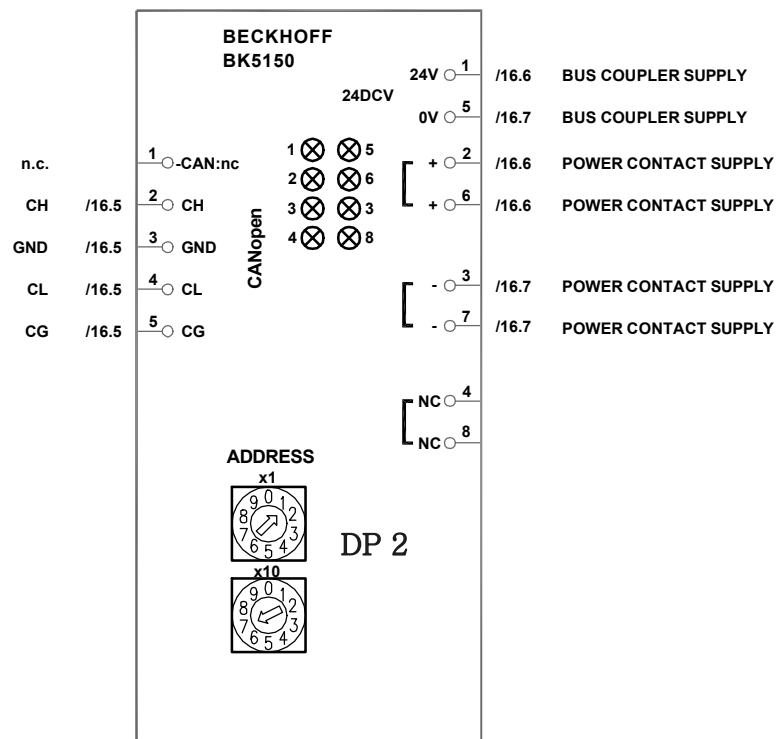 BECKHOFF
BK5150
24V 1 /16.6 BUS COUPLER SUPPLY
24DCV
0V 5 /16.7 BUS COUPLER SUPPLY
1 5
n.c. 1 -CAN:nc
+ 2 /16.6 POWER CONTACT SUPPLY
2 6
CH /16.5 2 CH
3 3
+ 6 /16.6 POWER CONTACT SUPPLY
4 8
CANopen
GND /16.5 3 GND
CL /16.5 4 CL
- 3 /16.7 POWER CONTACT SUPPLY
CG /16.5 5 CG
- 7 /16.7 POWER CONTACT SUPPLY
NC 4
NC 8
ADDRESS
x1
0 1 2 3 4 5 6 7 8 9
DP 2
x10
0 1 2 3 4 5 6 7 8 9